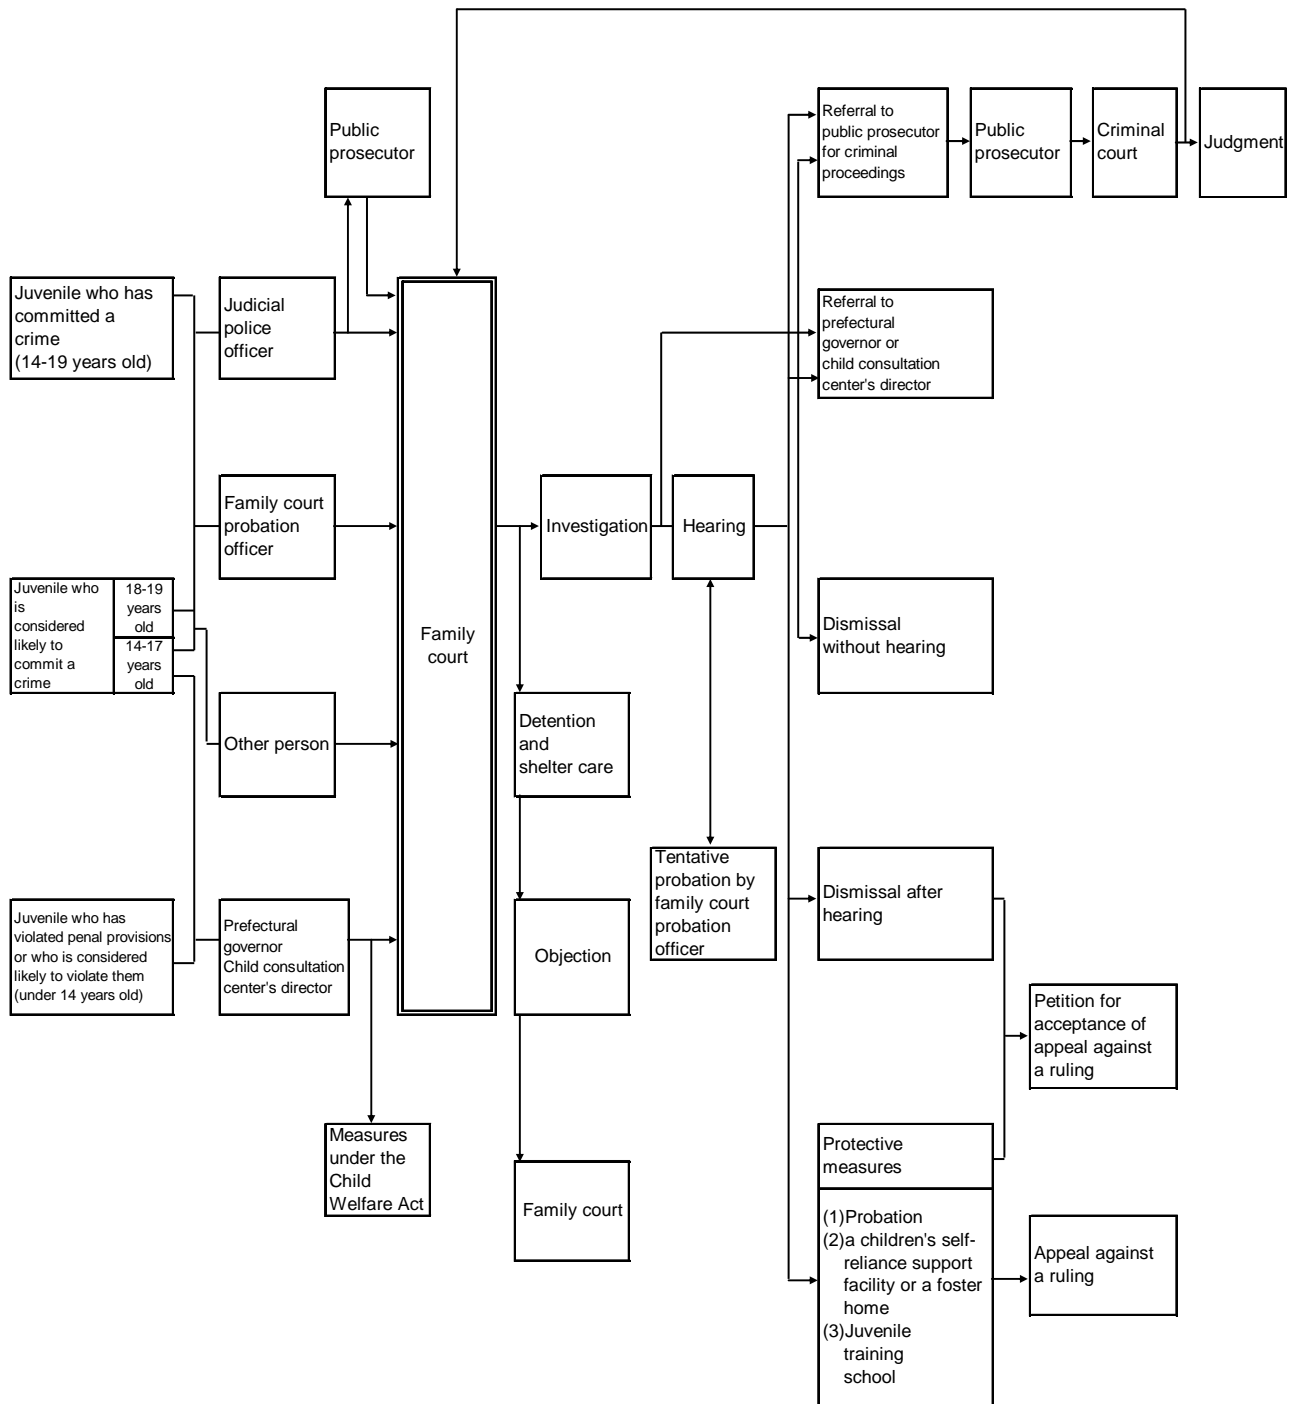 Public
prosecutor
Referral to
public prosecutor
for criminal
proceedings
Public
prosecutor
Criminal
court
Judgment
Juvenile who has
committed a
crime
(14-19 years old)
Judicial
police
officer
Referral to
prefectural
governor or
child consultation
center's director
Family court
probation
officer
Investigation
Hearing
Juvenile who
is
considered
likely to
commit a
crime
18-19
years
old
14-17
years
old
Family
court
Dismissal
without hearing
Other person
Detention
and
shelter care
Tentative
probation by
family court
probation
officer
Dismissal after
hearing
Juvenile who has
violated penal provisions
or who is considered
likely to violate them
(under 14 years old)
Prefectural
governor
Child consultation
center's director
Objection
Petition for
acceptance of
appeal against
a ruling
Measures
under the
Child
Welfare Act
Family court
Protective
measures
(1)Probation
(2)a children's self-
reliance support
facility or a foster
home
(3)Juvenile
training
school
Appeal against
a ruling